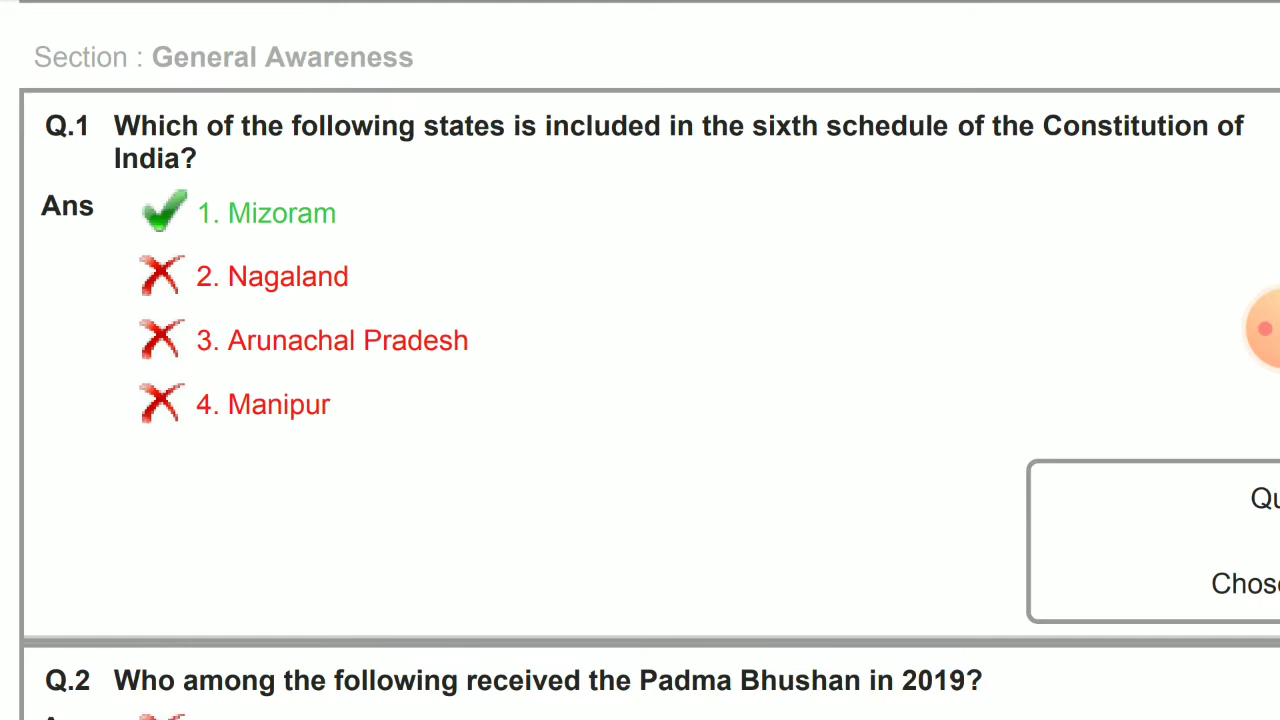 Section : General Awareness
Q.1 Which of the following states is included in the sixth schedule of the Constitution of
India?
Ans 1. Mizoram
2. Nagaland
3. Arunachal Pradesh
4. Manipur
Q.2 Who among the following received the Padma Bhushan in 2019?